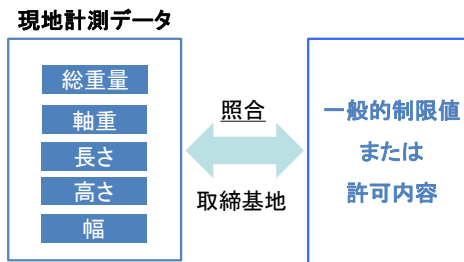 現地計測データ
総重量
軸重
長さ
高さ
幅
照合
取締基地
一般的制限値
または
許可内容